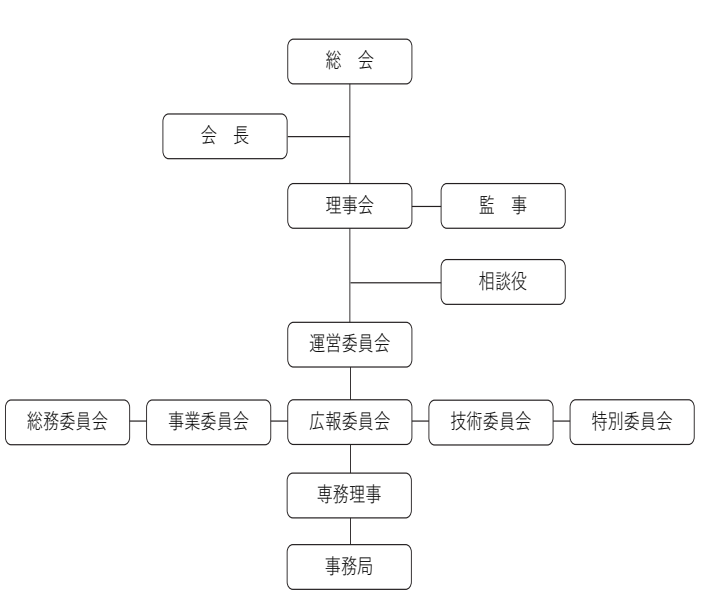 総　会
会　長
理事会
監　事
相談役
運営委員会
総務委員会
事業委員会
広報委員会
技術委員会
特別委員会
専務理事
事務局